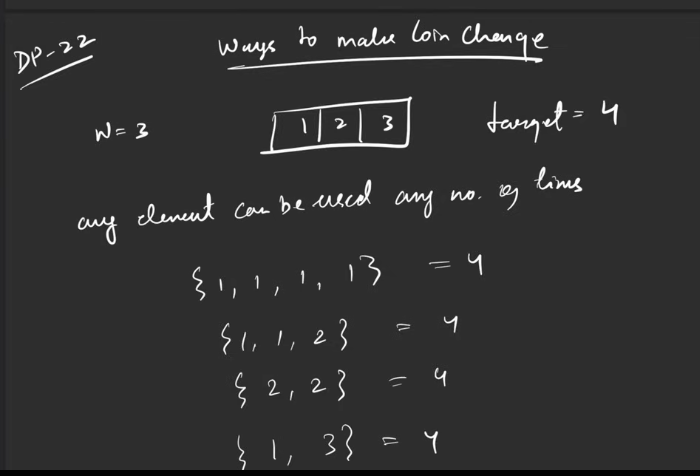 DP-22
Ways to make Coin Change
N = 3
1 2 3
target = 4
any element can be used any no. of times
{1, 1, 1, 1} = 4
{1, 1, 2} = 4
{2, 2} = 4
{1, 3} = 4